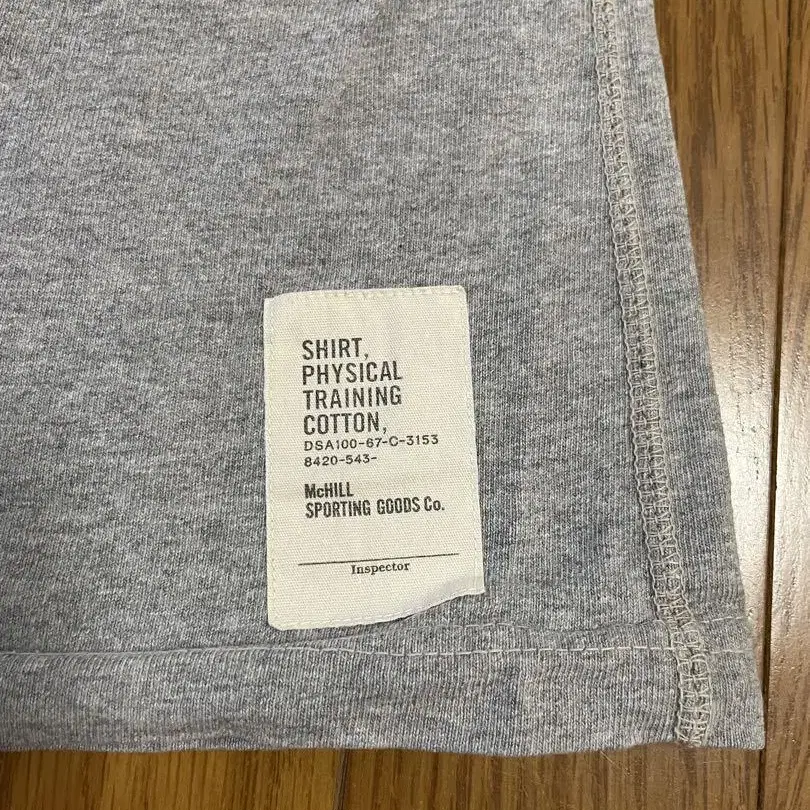 SHIRT,
PHYSICAL
TRAINING
COTTON,
DSA100-67-C-3153
8420-543-
McHILL
SPORTING GOODS Co.
Inspector